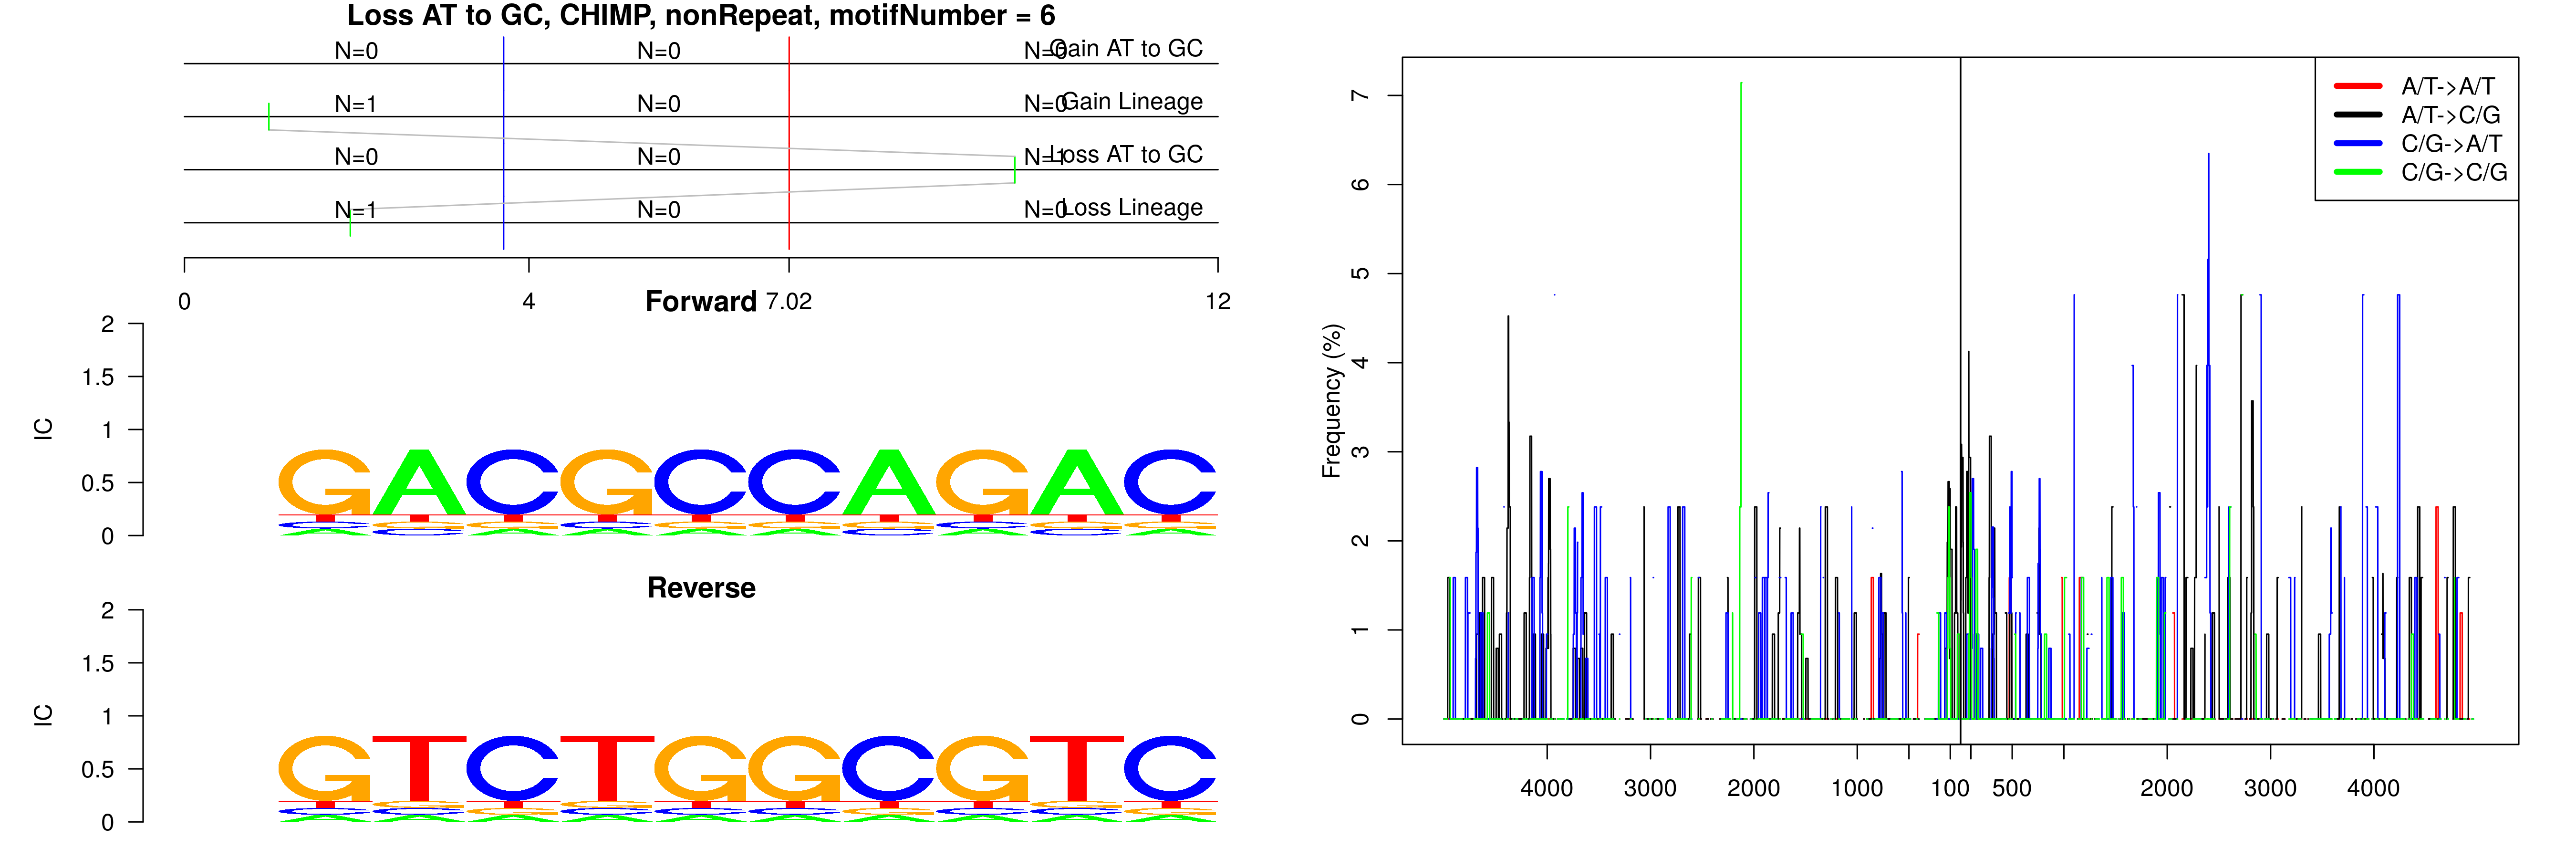 Loss AT to GC, CHIMP, nonRepeat, motifNumber = 6
N=0 N=0 N=0 Gain AT to GC
N=1 N=0 N=0 Gain Lineage
N=0 N=0 N=1 Loss AT to GC
N=1 N=0 N=0 Loss Lineage
0 4 7.02 12
Forward
2
1.5
1
0.5
0
IC
GACGCCAGAC
Reverse
2
1.5
1
0.5
0
IC
GTCTGGCGTC
7
6
5
4
3
2
1
0
Frequency (%)
A/T->A/T
A/T->C/G
C/G->A/T
C/G->C/G
4000 3000 2000 1000 100 500 2000 3000 4000